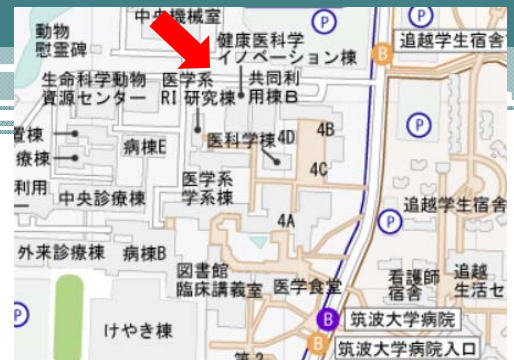 動物
慰霊碑
中央機械室
P
健康医科学
イノベーション棟
B
追越学生宿舎
生命科学動物
資源センター
医学系
RI 研究棟
共同利
用棟B
P
置棟
療棟
病棟E
医科学棟
4D
4B
4C
利用
中央診療棟
医学系
学系棟
4A
P
追越学生宿舎
外来診療棟
病棟B
図書館
臨床講義室
医学食堂
看護師
宿舎
追越
生活セ
P
けやき棟
B
筑波大学病院
B
筑波大学病院入口
第2